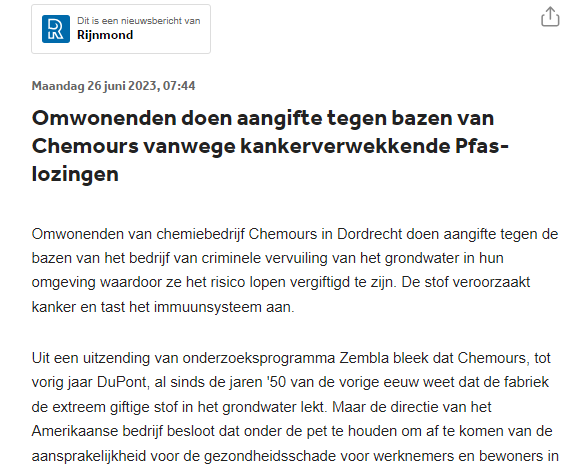 Dit is een nieuwsbericht van
Rijnmond
Maandag 26 juni 2023, 07:44
Omwonenden doen aangifte tegen bazen van
Chemours vanwege kankerverwekkende Pfas-
lozingen
Omwonenden van chemiebedrijf Chemours in Dordrecht doen aangifte tegen de
bazen van het bedrijf van criminele vervuiling van het grondwater in hun
omgeving waardoor ze het risico lopen vergiftigd te zijn. De stof veroorzaakt
kanker en tast het immuunsysteem aan.
Uit een uitzending van onderzoeksprogramma Zembla bleek dat Chemours, tot
vorig jaar DuPont, al sinds de jaren '50 van de vorige eeuw weet dat de fabriek
de extreem giftige stof in het grondwater lekt. Maar de directie van het
Amerikaanse bedrijf besloot dat onder de pet te houden om af te komen van de
aansprakelijkheid voor de gezondheidsschade voor werknemers en bewoners in